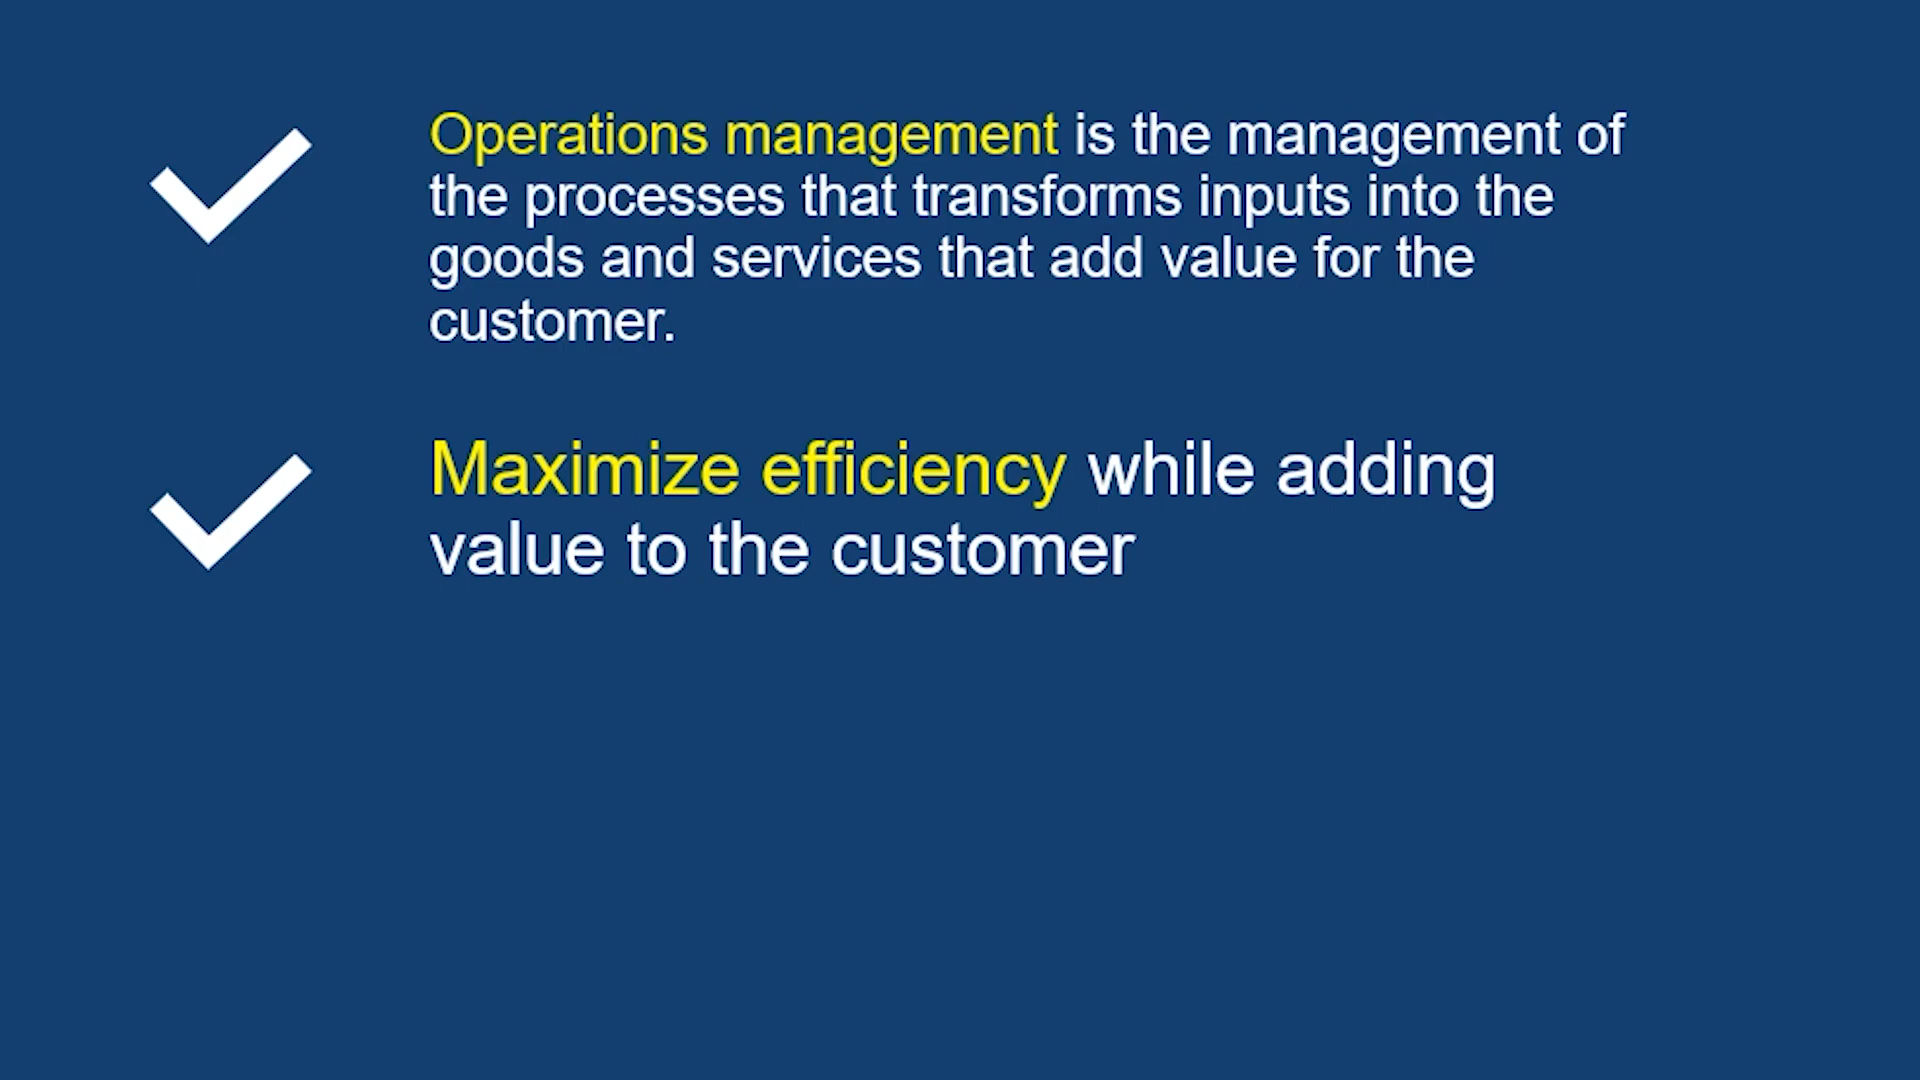 Operations management is the management of
the processes that transforms inputs into the
goods and services that add value for the
customer.
Maximize efficiency while adding
value to the customer